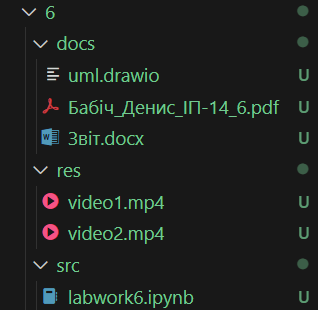 6
docs
uml.drawio U
Бабіч_Денис_ІП-14_6.pdf U
Звіт.docx U
res
video1.mp4 U
video2.mp4 U
src
labwork6.ipynb U